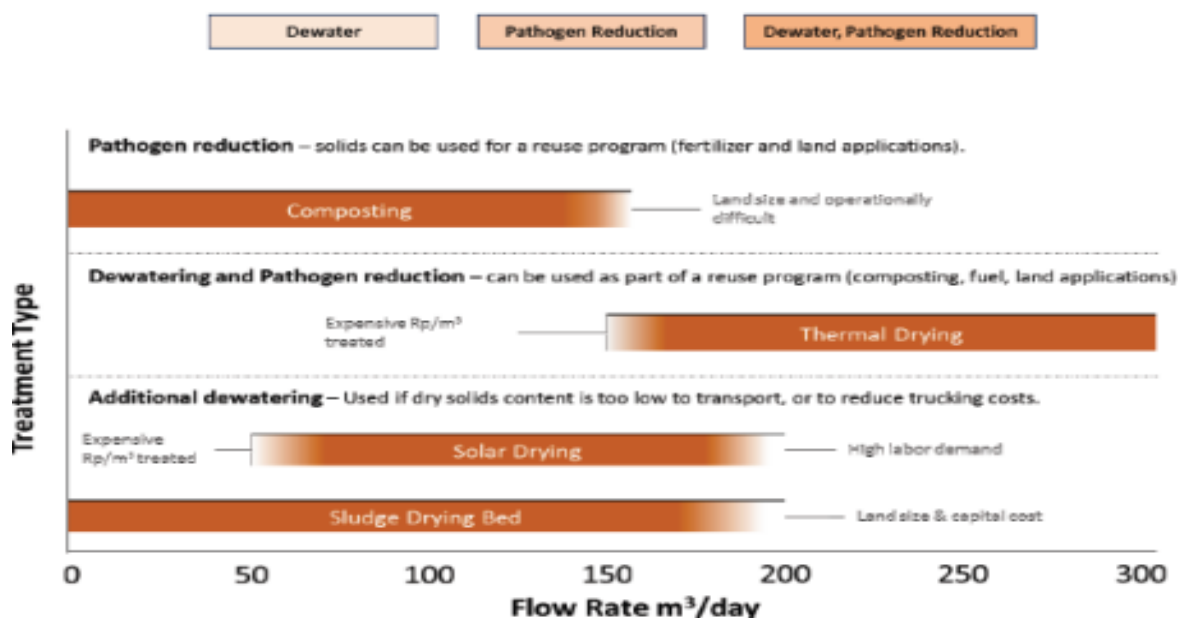 Dewater
Pathogen Reduction
Dewater, Pathogen Reduction
Pathogen reduction – solids can be used for a reuse program (fertilizer and land applications).
Composting
Land size and operationally
difficult
Dewatering and Pathogen reduction – can be used as part of a reuse program (composting, fuel, land applications)
Expensive Rp/m³
treated
Thermal Drying
Additional dewatering – Used if dry solids content is too low to transport, or to reduce trucking costs.
Expensive
Rp/m³ treated
Solar Drying
High labor demand
Sludge Drying Bed
Land size & capital cost
Treatment Type
0 50 100 150 200 250 300
Flow Rate m³/day